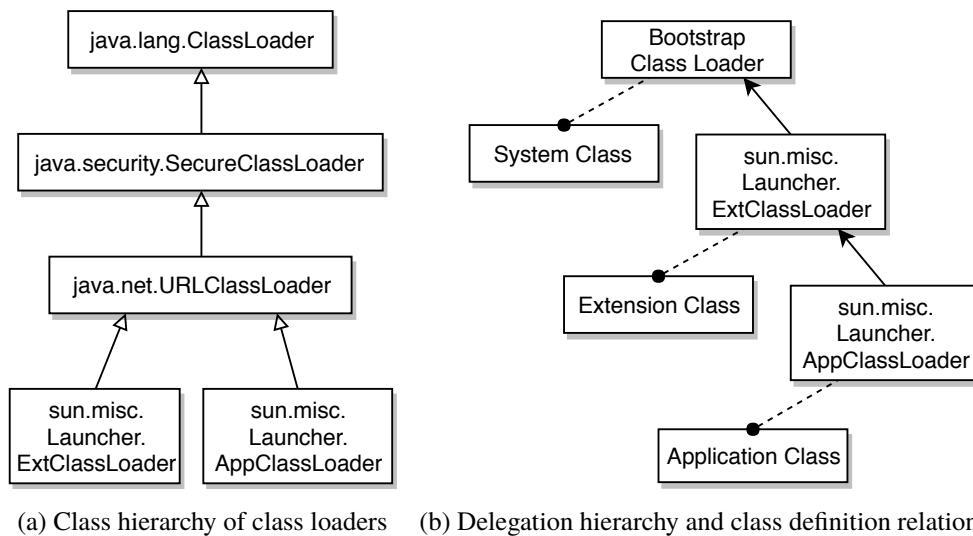 java.lang.ClassLoader
java.security.SecureClassLoader
java.net.URLClassLoader
sun.misc.
Launcher.
ExtClassLoader
sun.misc.
Launcher.
AppClassLoader
(a) Class hierarchy of class loaders
Bootstrap
Class Loader
System Class
sun.misc.
Launcher.
ExtClassLoader
Extension Class
sun.misc.
Launcher.
AppClassLoader
Application Class
(b) Delegation hierarchy and class definition relation